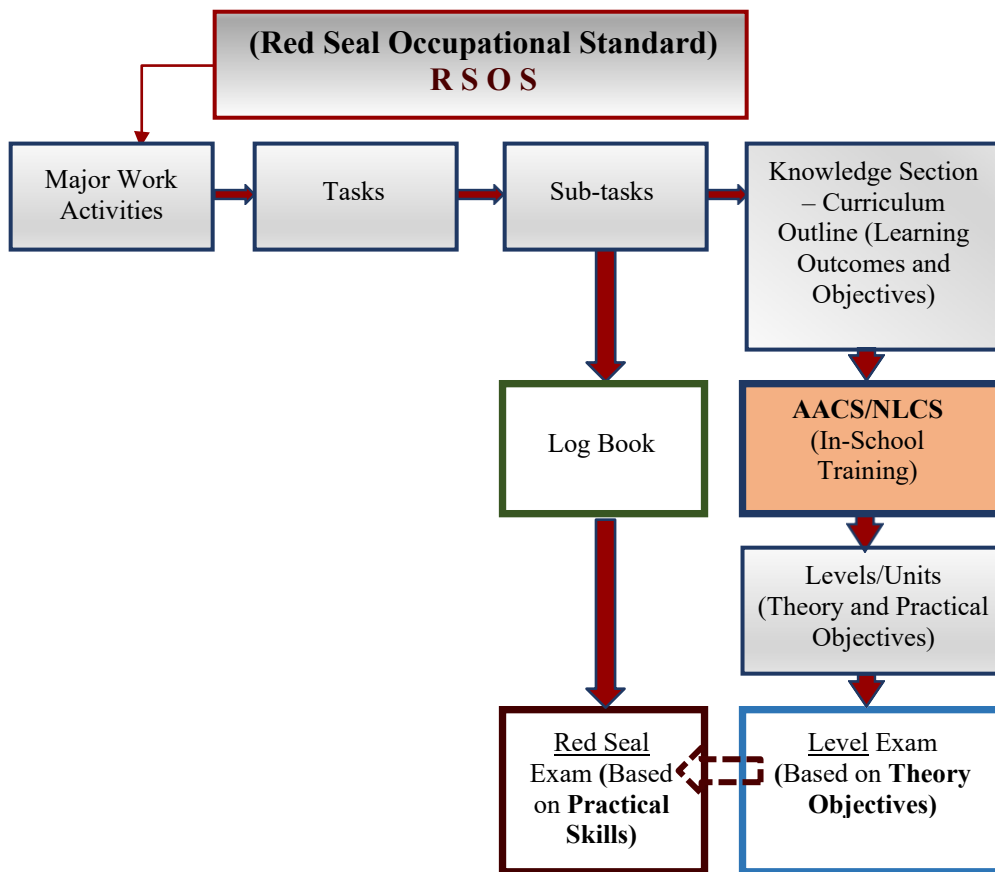 (Red Seal Occupational Standard)
R S O S
Major Work
Activities
Tasks
Sub-tasks
Knowledge Section
– Curriculum
Outline (Learning
Outcomes and
Objectives)
Log Book
AACS/NLCS
(In-School
Training)
Levels/Units
(Theory and Practical
Objectives)
Red Seal
Exam (Based
on Practical
Skills)
Level Exam
(Based on Theory
Objectives)